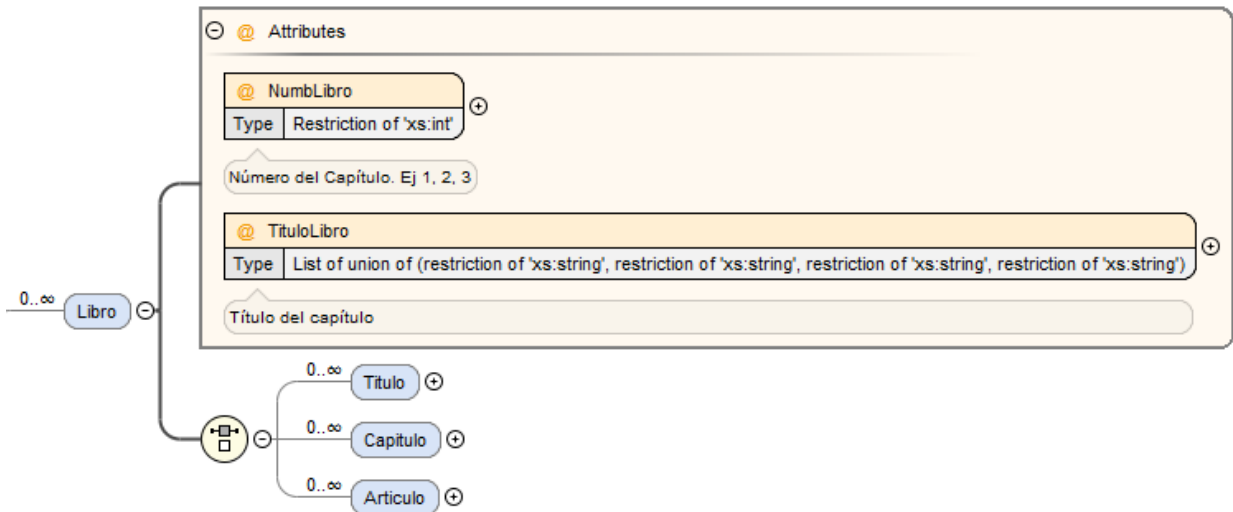 @ Attributes
@ NumbLibro
Type Restriction of 'xs:int'
Número del Capítulo. Ej 1, 2, 3
@ TituloLibro
Type List of union of (restriction of 'xs:string', restriction of 'xs:string', restriction of 'xs:string', restriction of 'xs:string')
Título del capítulo
0..∞ Libro
0..∞ Titulo
0..∞ Capitulo
0..∞ Articulo